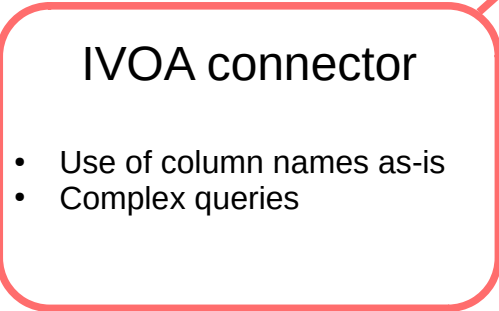 IVOA connector
• Use of column names as-is
• Complex queries